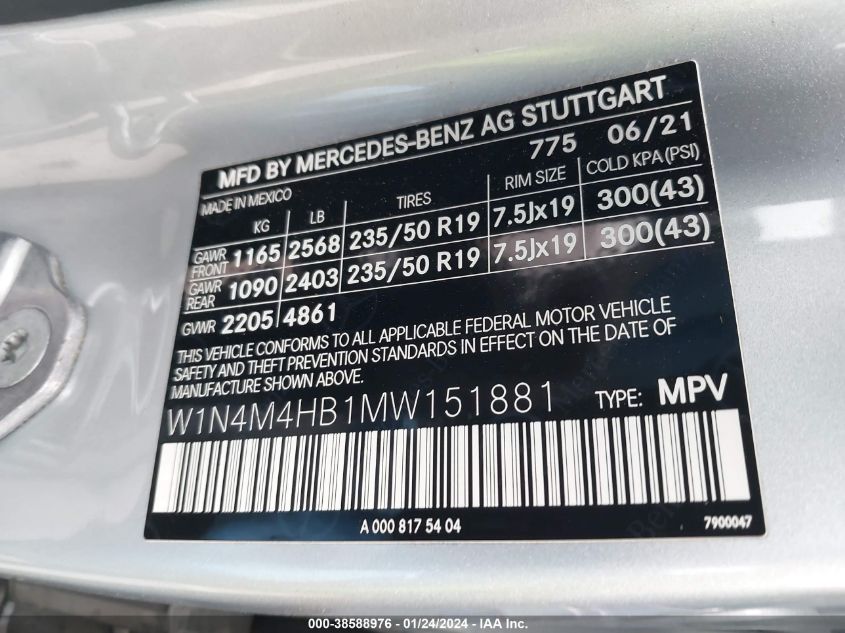 MFD BY MERCEDES-BENZ AG STUTTGART
MADE IN MEXICO 775 06/21
KG LB TIRES RIM SIZE COLD KPA (PSI)
GAWR FRONT 1165 2568 235/50 R19 7.5Jx19 300(43)
GAWR REAR 1090 2403 235/50 R19 7.5Jx19 300(43)
GVWR 2205 4861
THIS VEHICLE CONFORMS TO ALL APPLICABLE FEDERAL MOTOR VEHICLE
SAFETY AND THEFT PREVENTION STANDARDS IN EFFECT ON THE DATE OF
MANUFACTURE SHOWN ABOVE.
W1N4M4HB1MW151881 TYPE: MPV
A 000 817 54 04 7900047
000-38588976 - 01/24/2024 - IAA Inc.